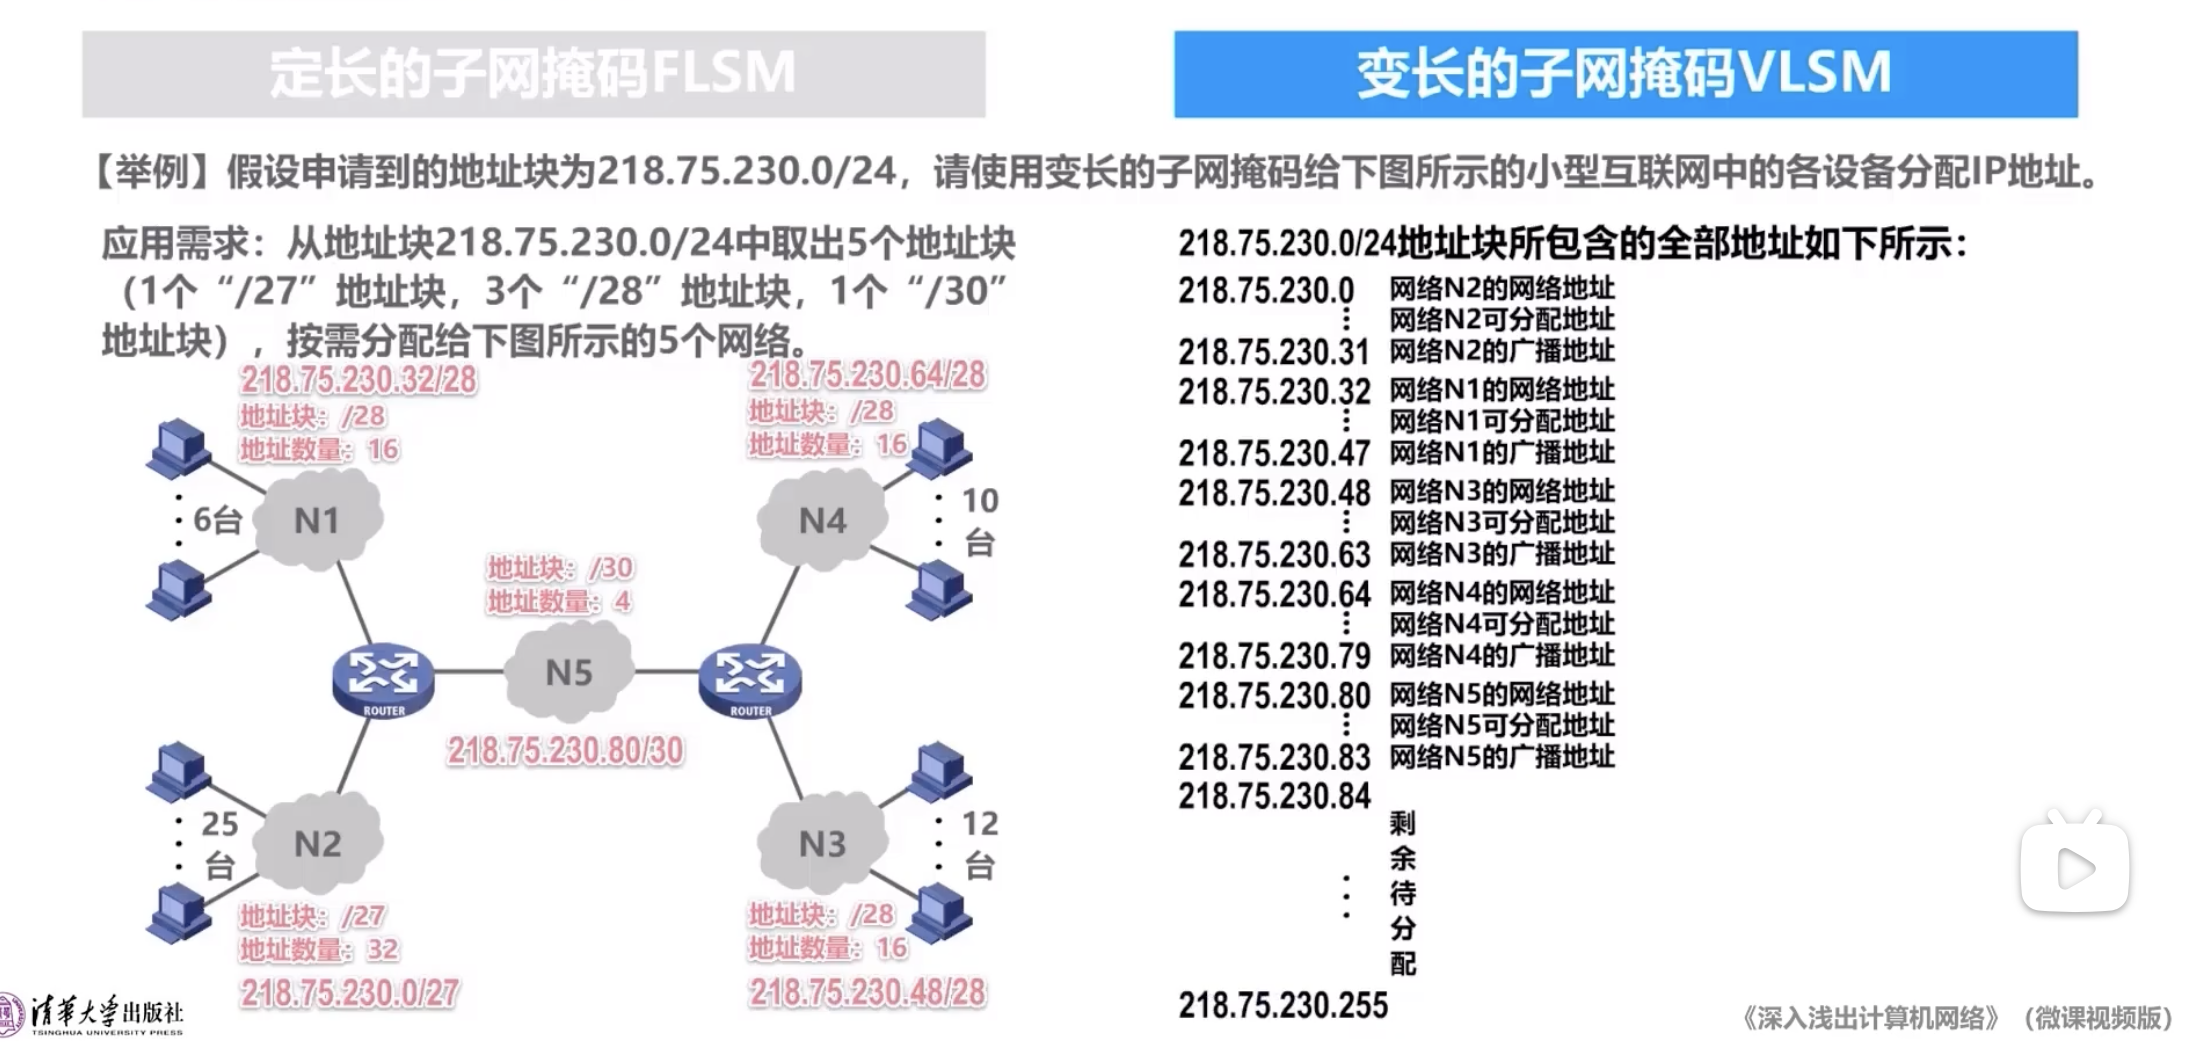 定长的子网掩码FLSM
变长的子网掩码VLSM
【举例】假设申请到的地址块为218.75.230.0/24，请使用变长的子网掩码给下图所示的小型互联网中的各设备分配IP地址。
应用需求：从地址块218.75.230.0/24中取出5个地址块
（1个“/27”地址块，3个“/28”地址块，1个“/30”
地址块），按需分配给下图所示的5个网络。
218.75.230.32/28
地址块：/28
地址数量：16
6台
N1
218.75.230.64/28
地址块：/28
地址数量：16
N4
10
台
地址块：/30
地址数量：4
N5
ROUTER
ROUTER
218.75.230.80/30
25
台
N2
地址块：/27
地址数量：32
218.75.230.0/27
N3
12
台
地址块：/28
地址数量：16
218.75.230.48/28
218.75.230.0/24地址块所包含的全部地址如下所示：
218.75.230.0 网络N2的网络地址
网络N2可分配地址
218.75.230.31 网络N2的广播地址
218.75.230.32 网络N1的网络地址
网络N1可分配地址
218.75.230.47 网络N1的广播地址
218.75.230.48 网络N3的网络地址
网络N3可分配地址
218.75.230.63 网络N3的广播地址
218.75.230.64 网络N4的网络地址
网络N4可分配地址
218.75.230.79 网络N4的广播地址
218.75.230.80 网络N5的网络地址
网络N5可分配地址
218.75.230.83 网络N5的广播地址
218.75.230.84
剩余待分配
218.75.230.255
清华大学出版社
TSINGHUA UNIVERSITY PRESS
《深入浅出计算机网络》（微课视频版）